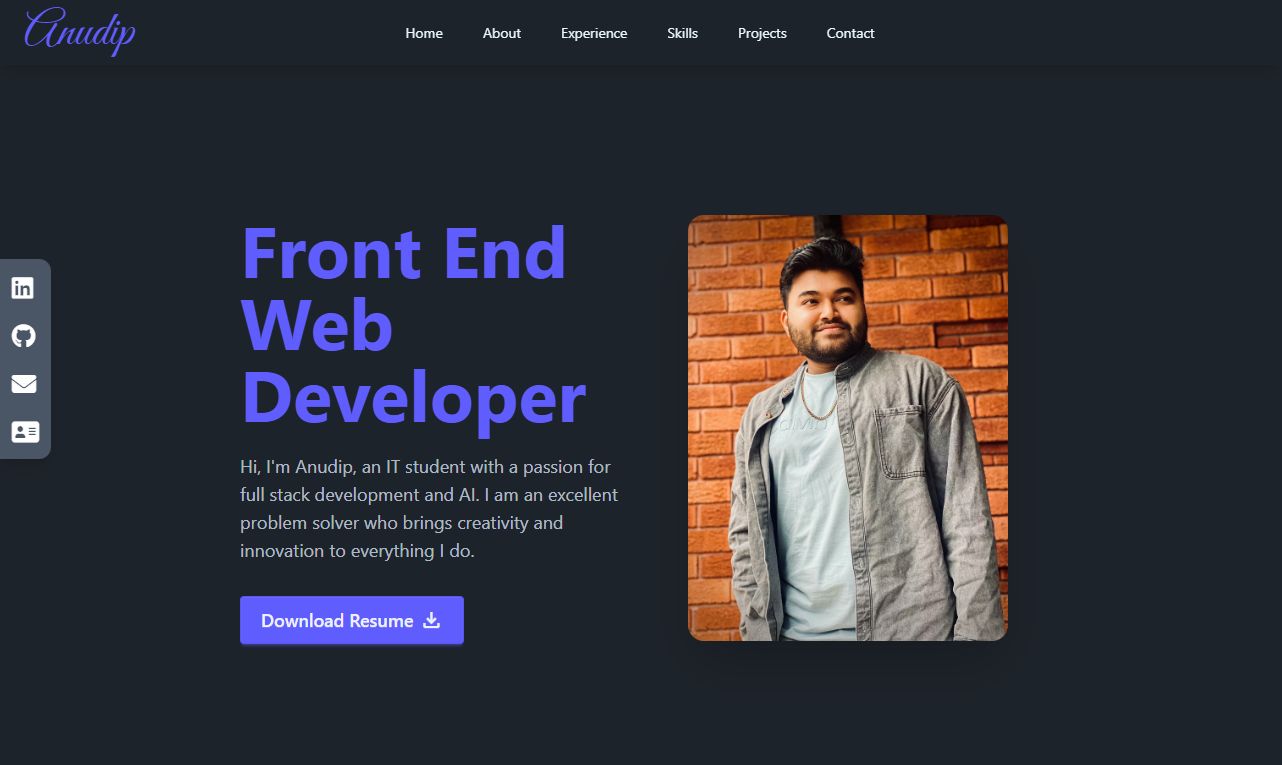 Anudip
Home About Experience Skills Projects Contact
Front End
Web
Developer
Hi, I'm Anudip, an IT student with a passion for
full stack development and AI. I am an excellent
problem solver who brings creativity and
innovation to everything I do.
Download Resume
in